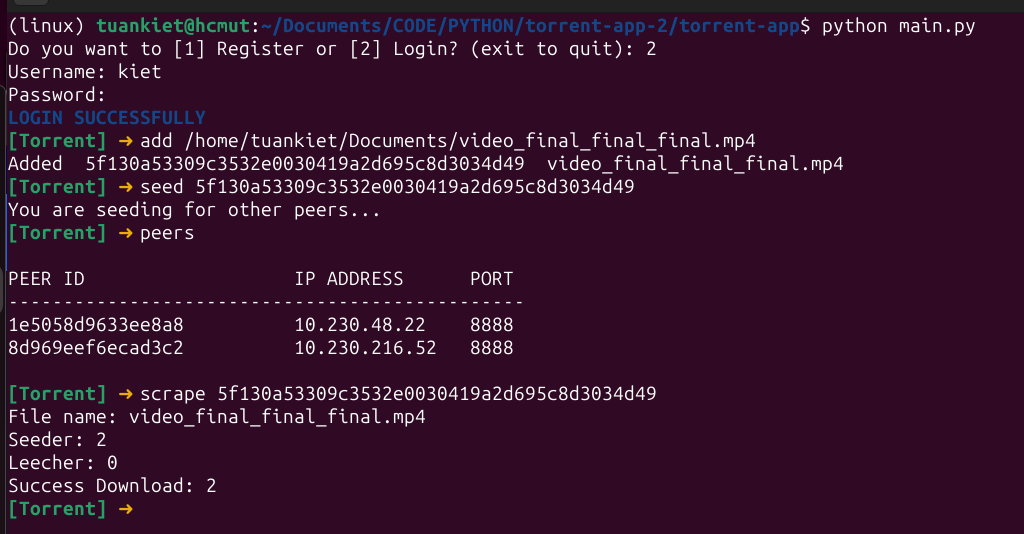 (linux) tuankiet@hcmut:~/Documents/CODE/PYTHON/torrent-app-2/torrent-app$ python main.py
Do you want to [1] Register or [2] Login? (exit to quit): 2
Username: kiet
Password:
LOGIN SUCCESSFULLY
[Torrent] ➜ add /home/tuankiet/Documents/video_final_final_final.mp4
Added  5f130a53309c3532e0030419a2d695c8d3034d49  video_final_final_final.mp4
[Torrent] ➜ seed 5f130a53309c3532e0030419a2d695c8d3034d49
You are seeding for other peers...
[Torrent] ➜ peers
PEER ID                   IP ADDRESS      PORT
-----------------------------------------------
1e5058d9633ee8a8          10.230.48.22    8888
8d969eef6ecad3c2          10.230.216.52   8888
[Torrent] ➜ scrape 5f130a53309c3532e0030419a2d695c8d3034d49
File name: video_final_final_final.mp4
Seeder: 2
Leecher: 0
Success Download: 2
[Torrent] ➜